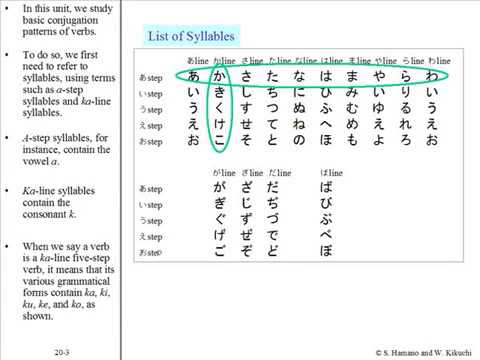 • In this unit, we study
basic conjugation
patterns of verbs.
• To do so, we first
need to refer to
syllables, using terms
such as a-step
syllables and ka-line
syllables.
• A-step syllables, for
instance, contain the
vowel a.
• Ka-line syllables
contain the
consonant k.
• When we say a verb
is a ka-line five-step
verb, it means that its
various grammatical
forms contain ka, ki,
ku, ke, and ko, as
shown.
20-3
List of Syllables
あline かline さline たline なline はline まline やline らline わline
あstep あ か さ た な は ま や ら わ
いstep い き し ち に ひ み い り い
うstep う く す つ ぬ ふ む ゆ る う
えstep え け せ て ね へ め え れ え
おstep お こ そ と の ほ も よ ろ お
がline ざline だline ばline
あstep が ざ だ ば
いstep ぎ じ ぢ び
うstep ぐ ず づ ぶ
えstep げ ぜ で べ
おstep ご ぞ ど ぼ
© S. Hamano and W. Kikuchi